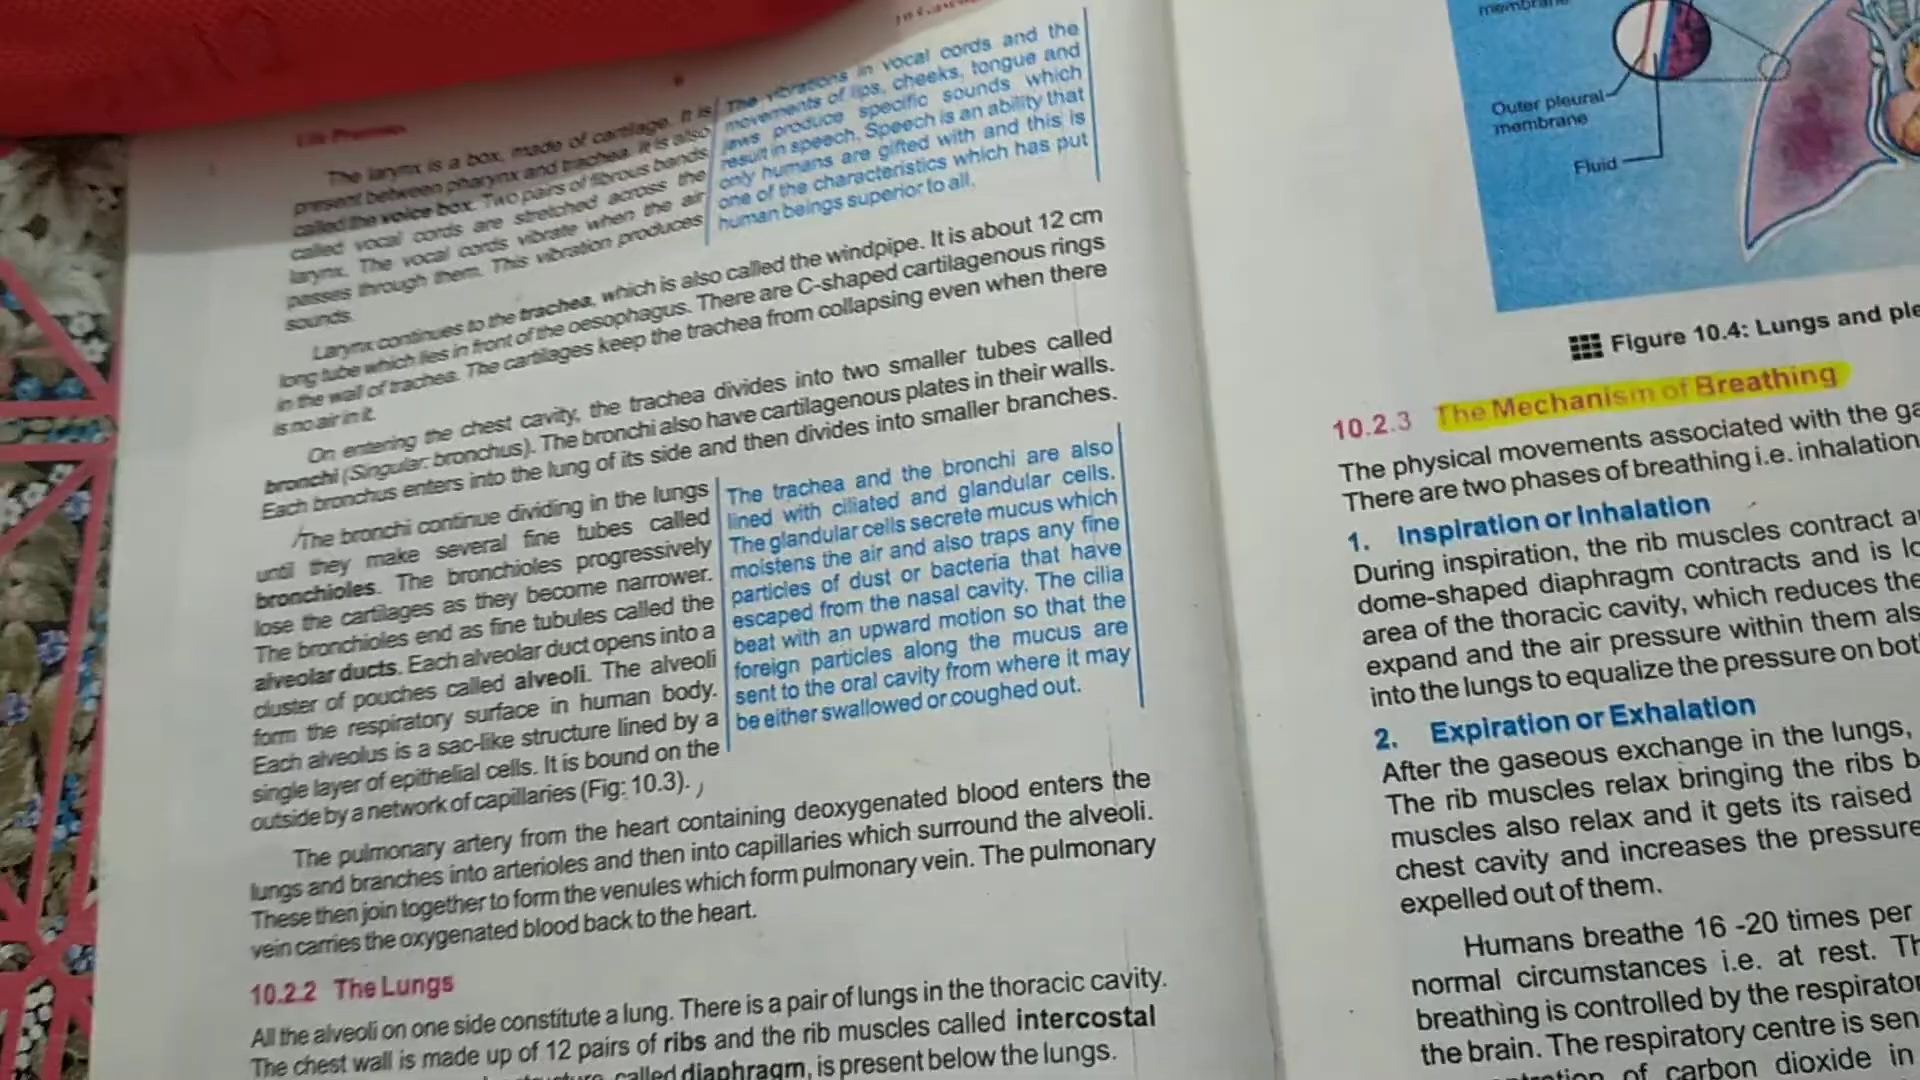 The larynx is a box, made of cartilage. It is
present between pharynx and trachea. It is also
called the voice box. Two pairs of fibrous bands
called vocal cords are stretched across the
larynx. The vocal cords vibrate when the air
passes through them. This vibration produces
sounds.
The vibrations in vocal cords and the
movements of lips, cheeks, tongue and
jaws produce specific sounds which
result in speech. Speech is an ability that
only humans are gifted with and this is
one of the characteristics which has put
human beings superior to all.
Larynx continues to the trachea, which is also called the windpipe. It is about 12 cm
long tube which lies in front of the oesophagus. There are C-shaped cartilagenous rings
in the wall of trachea. The cartilages keep the trachea from collapsing even when there
is no air in it.
On entering the chest cavity, the trachea divides into two smaller tubes called
bronchi (Singular: bronchus). The bronchi also have cartilagenous plates in their walls.
Each bronchus enters into the lung of its side and then divides into smaller branches.
The bronchii continue dividing in the lungs
until they make several fine tubes called
bronchioles. The bronchioles progressively
lose the cartilages as they become narrower.
The bronchioles end as fine tubules called the
alveolar ducts. Each alveolar duct opens into a
cluster of pouches called alveoli. The alveoli
form the respiratory surface in human body.
Each alveolus is a sac-like structure lined by a
single layer of epithelial cells. It is bound on the
outside by a network of capillaries (Fig: 10.3).
The trachea and the bronchi are also
lined with ciliated and glandular cells.
The glandular cells secrete mucus which
moistens the air and also traps any fine
particles of dust or bacteria that have
escaped from the nasal cavity. The cilia
beat with an upward motion so that the
foreign particles along the mucus are
sent to the oral cavity from where it may
be either swallowed or coughed out.
The pulmonary artery from the heart containing deoxygenated blood enters the
lungs and branches into arterioles and then into capillaries which surround the alveoli.
These then join together to form the venules which form pulmonary vein. The pulmonary
vein carries the oxygenated blood back to the heart.
10.2.2 The Lungs
All the alveoli on one side constitute a lung. There is a pair of lungs in the thoracic cavity.
The chest wall is made up of 12 pairs of ribs and the rib muscles called intercostal
called diaphragm, is present below the lungs.
membrane
Outer pleural
membrane
Fluid
Figure 10.4: Lungs and ple
10.2.3 The Mechanism of Breathing
The physical movements associated with the ga
There are two phases of breathing i.e. inhalation
1. Inspiration or Inhalation
During inspiration, the rib muscles contract a
dome-shaped diaphragm contracts and is lo
area of the thoracic cavity, which reduces the
expand and the air pressure within them als
into the lungs to equalize the pressure on bot
2. Expiration or Exhalation
After the gaseous exchange in the lungs,
The rib muscles relax bringing the ribs b
muscles also relax and it gets its raised
chest cavity and increases the pressure
expelled out of them.
Humans breathe 16 -20 times per
normal circumstances i.e. at rest. Th
breathing is controlled by the respirator
the brain. The respiratory centre is sen
of carbon dioxide in